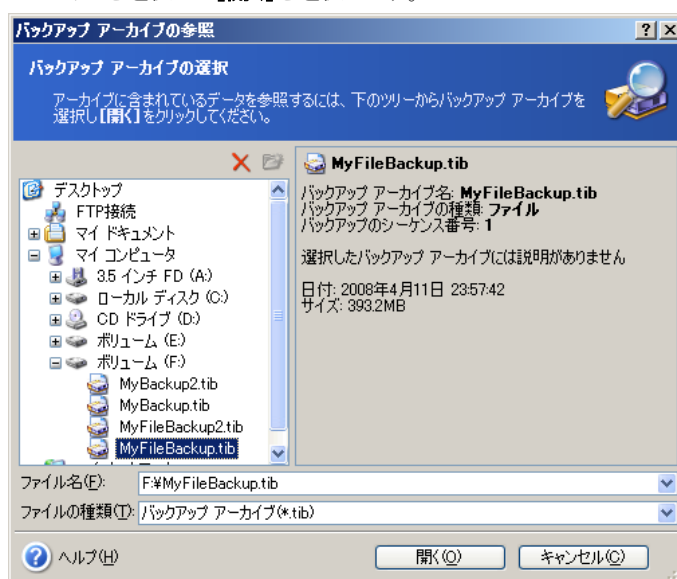 バックアップ アーカイブの参照
バックアップ アーカイブの選択
アーカイブに含まれているデータを参照するには、下のツリーからバックアップ アーカイブを
選択し[開く]をクリックしてください。
デスクトップ
FTP接続
マイ ドキュメント
マイ コンピュータ
3.5 インチ FD (A:)
ローカル ディスク (C:)
CD ドライブ (D:)
ボリューム (E:)
ボリューム (F:)
MyBackup2.tib
MyBackup.tib
MyFileBackup2.tib
MyFileBackup.tib
MyFileBackup.tib
バックアップ アーカイブ名: MyFileBackup.tib
バックアップ アーカイブの種類: ファイル
バックアップのシーケンス番号: 1
選択したバックアップ アーカイブには説明がありません
日付: 2008年4月11日 23:57:42
サイズ: 393.2MB
ファイル名(F): F:¥MyFileBackup.tib
ファイルの種類(T): バックアップ アーカイブ(*.tib)
ヘルプ(H)
開く(O)
キャンセル(C)